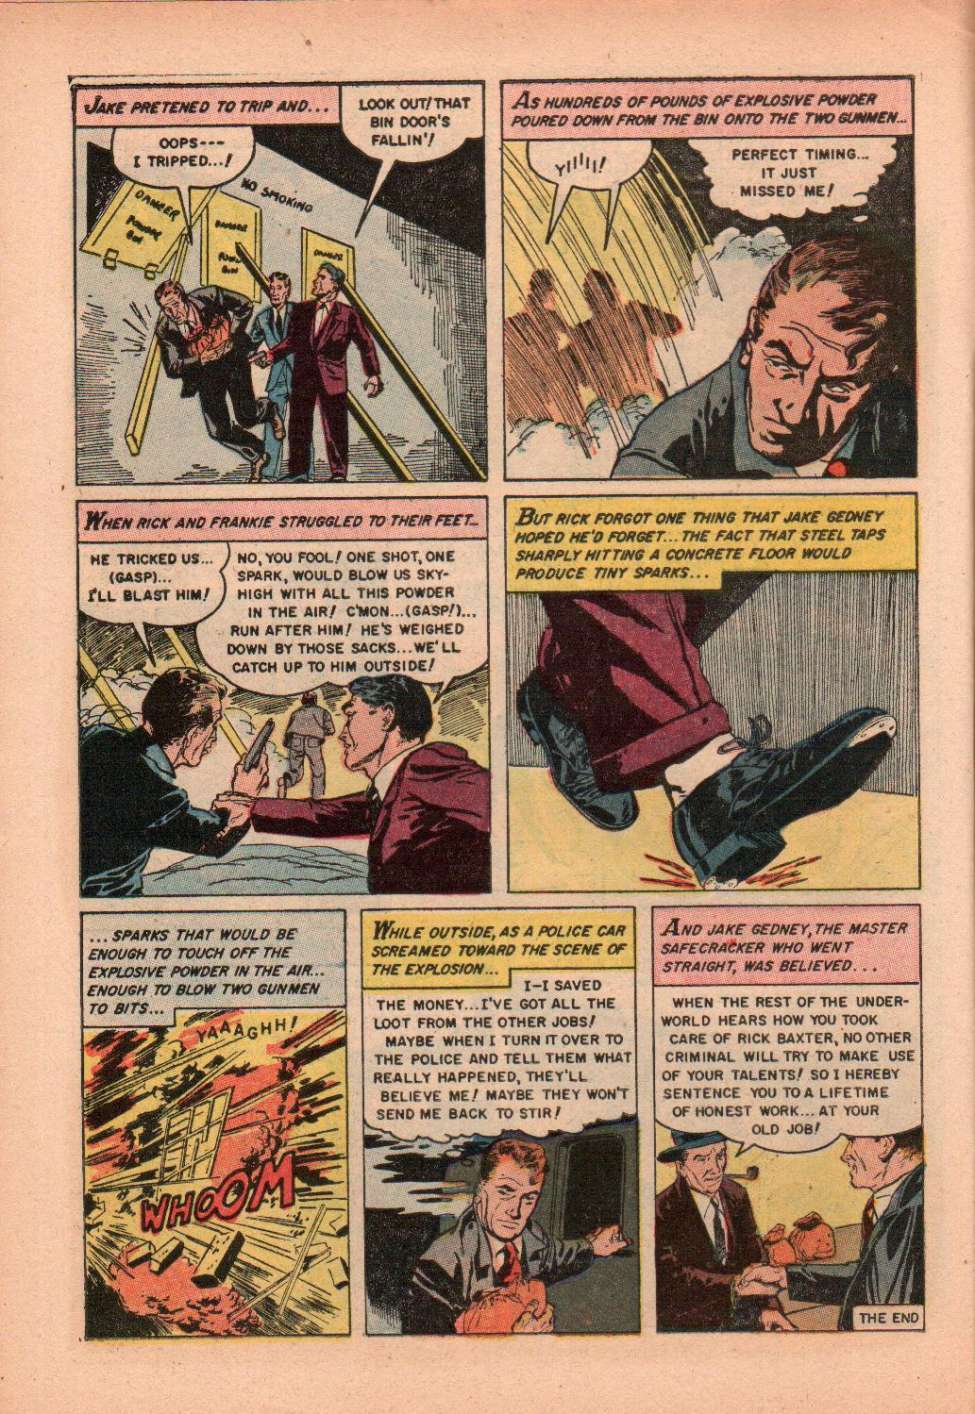 JAKE PRETENED TO TRIP AND...
OOPS---
I TRIPPED...!
LOOK OUT! THAT
BIN DOOR'S
FALLIN'!
DANGER
POWDER
BIN
DANGER
POWD
BIN
NO SMOKING
DANGER
AS HUNDREDS OF POUNDS OF EXPLOSIVE POWDER
POURED DOWN FROM THE BIN ONTO THE TWO GUNMEN...
YIIIII!
PERFECT TIMING...
IT JUST
MISSED ME!
WHEN RICK AND FRANKIE STRUGGLED TO THEIR FEET...
HE TRICKED US...
(GASP)...
I'LL BLAST HIM!
NO, YOU FOOL! ONE SHOT, ONE
SPARK, WOULD BLOW US SKY-
HIGH WITH ALL THIS POWDER
IN THE AIR! C'MON...(GASP!)...
RUN AFTER HIM! HE'S WEIGHED
DOWN BY THOSE SACKS...WE'LL
CATCH UP TO HIM OUTSIDE!
BUT RICK FORGOT ONE THING THAT JAKE GEDNEY
HOPED HE'D FORGET...THE FACT THAT STEEL TAPS
SHARPLY HITTING A CONCRETE FLOOR WOULD
PRODUCE TINY SPARKS...
...SPARKS THAT WOULD BE
ENOUGH TO TOUCH OFF THE
EXPLOSIVE POWDER IN THE AIR...
ENOUGH TO BLOW TWO GUNMEN
TO BITS...
YAAAGHH!
WHOOM
WHILE OUTSIDE, AS A POLICE CAR
SCREAMED TOWARD THE SCENE OF
THE EXPLOSION...
I-I SAVED
THE MONEY...I'VE GOT ALL THE
LOOT FROM THE OTHER JOBS!
MAYBE WHEN I TURN IT OVER TO
THE POLICE AND TELL THEM WHAT
REALLY HAPPENED, THEY'LL
BELIEVE ME! MAYBE THEY WON'T
SEND ME BACK TO STIR!
AND JAKE GEDNEY, THE MASTER
SAFECRACKER WHO WENT
STRAIGHT, WAS BELIEVED...
WHEN THE REST OF THE UNDER-
WORLD HEARS HOW YOU TOOK
CARE OF RICK BAXTER, NO OTHER
CRIMINAL WILL TRY TO MAKE USE
OF YOUR TALENTS! SO I HEREBY
SENTENCE YOU TO A LIFETIME
OF HONEST WORK...AT YOUR
OLD JOB!
THE END